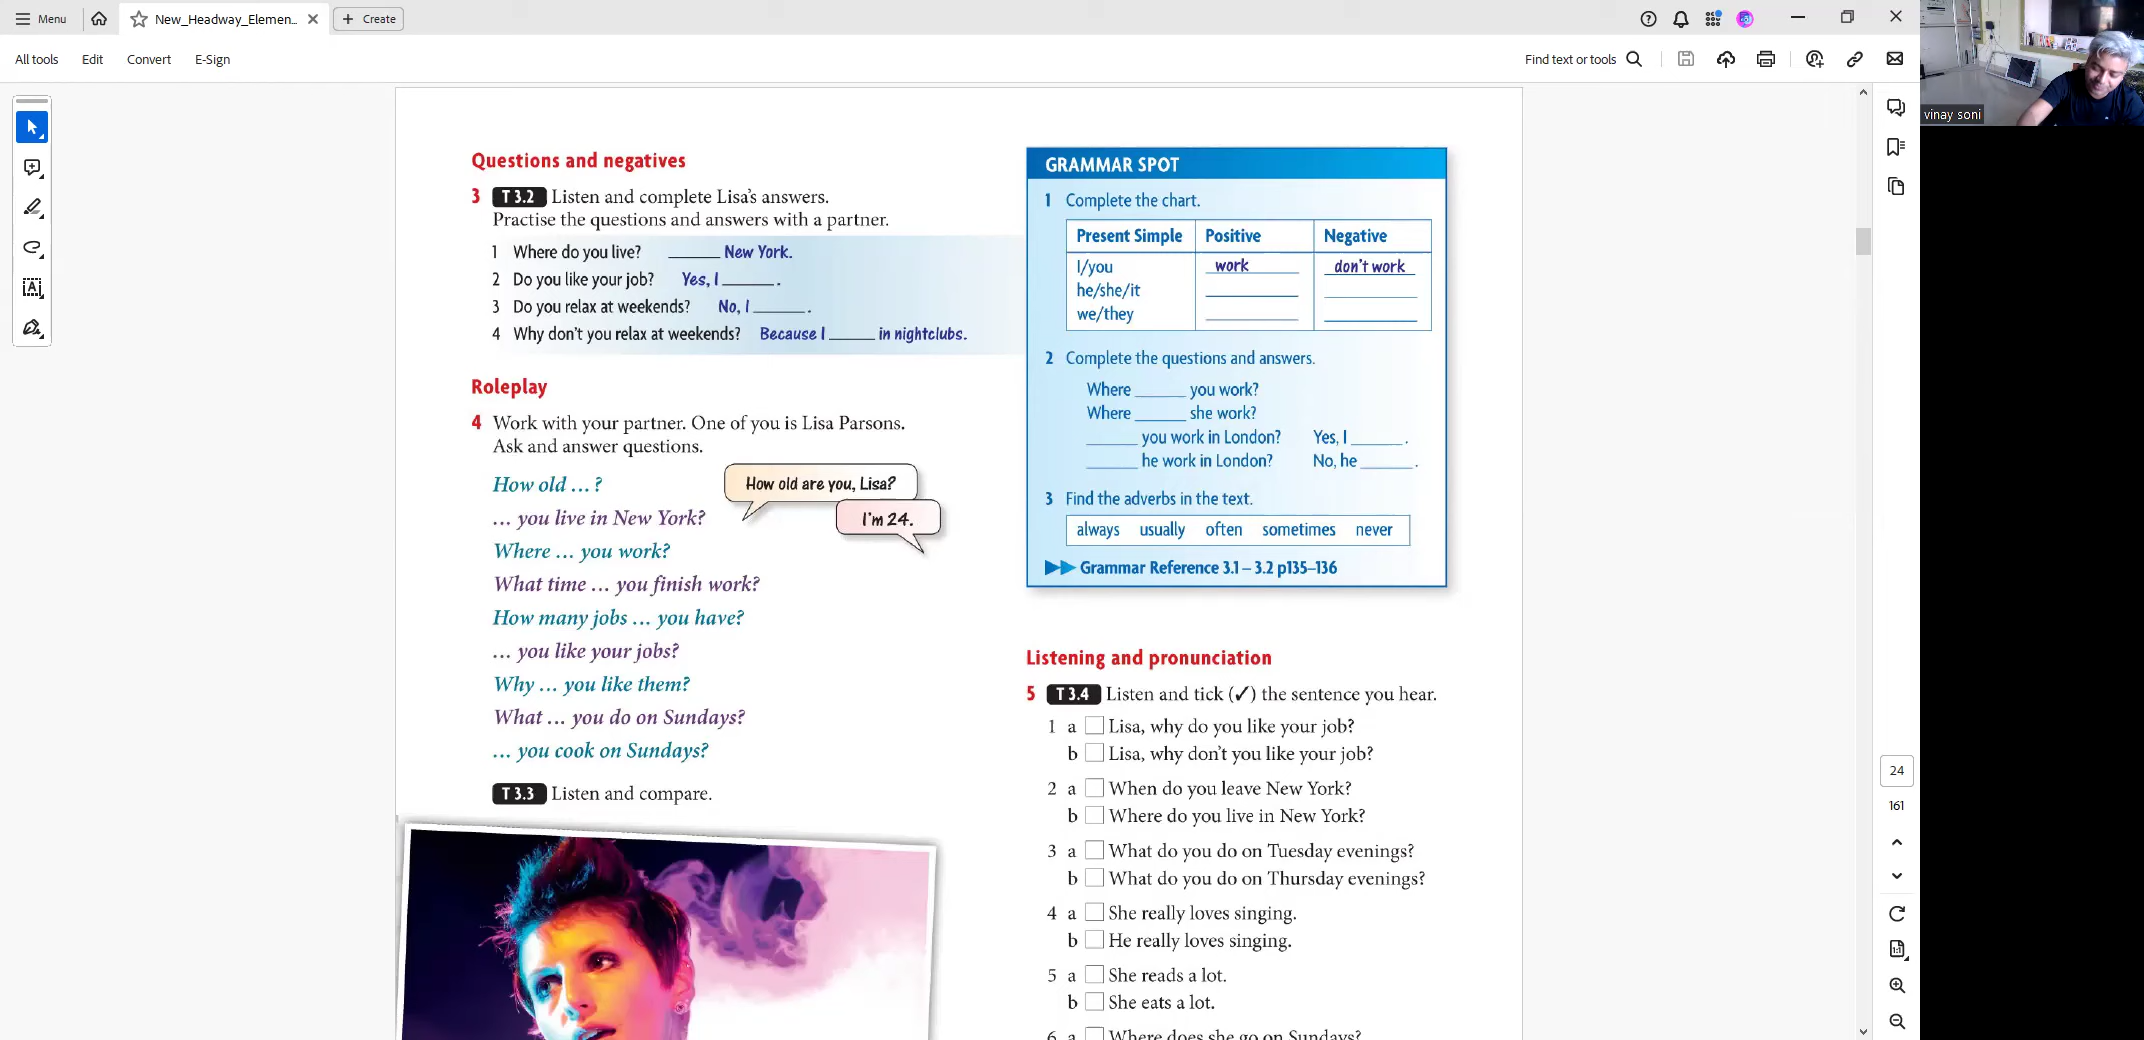 Menu
New_Headway_Elemen...
Create
All tools
Edit
Convert
E-Sign
Find text or tools
vinay soni
Questions and negatives
3 T 3.2 Listen and complete Lisa's answers.
Practise the questions and answers with a partner.
1 Where do you live? ______ New York.
2 Do you like your job? Yes, I ______ .
3 Do you relax at weekends? No, I ______ .
4 Why don't you relax at weekends? Because I ______ in nightclubs.
Roleplay
4 Work with your partner. One of you is Lisa Parsons.
Ask and answer questions.
How old … ?
How old are you, Lisa?
I'm 24.
… you live in New York?
Where … you work?
What time … you finish work?
How many jobs … you have?
… you like your jobs?
Why … you like them?
What … you do on Sundays?
… you cook on Sundays?
T 3.3 Listen and compare.
GRAMMAR SPOT
1 Complete the chart.
Present Simple Positive Negative
I/you work don't work
he/she/it ______ ______
we/they ______ ______
2 Complete the questions and answers.
Where ______ you work?
Where ______ she work?
______ you work in London? Yes, I ______ .
______ he work in London? No, he ______ .
3 Find the adverbs in the text.
always usually often sometimes never
Grammar Reference 3.1 – 3.2 p135–136
Listening and pronunciation
5 T 3.4 Listen and tick (✓) the sentence you hear.
1 a Lisa, why do you like your job?
b Lisa, why don't you like your job?
2 a When do you leave New York?
b Where do you live in New York?
3 a What do you do on Tuesday evenings?
b What do you do on Thursday evenings?
4 a She really loves singing.
b He really loves singing.
5 a She reads a lot.
b She eats a lot.
6 a Where does she go on Sundays?
24
161